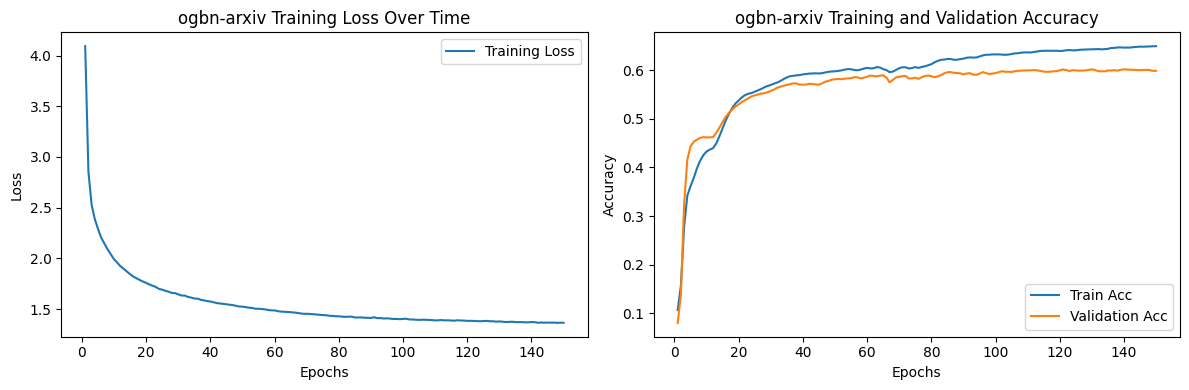 ogbn-arxiv Training Loss Over Time
Training Loss
4.0
3.5
3.0
2.5
2.0
1.5
Loss
0 20 40 60 80 100 120 140
Epochs
ogbn-arxiv Training and Validation Accuracy
0.6
0.5
0.4
0.3
0.2
0.1
Accuracy
Train Acc
Validation Acc
0 20 40 60 80 100 120 140
Epochs